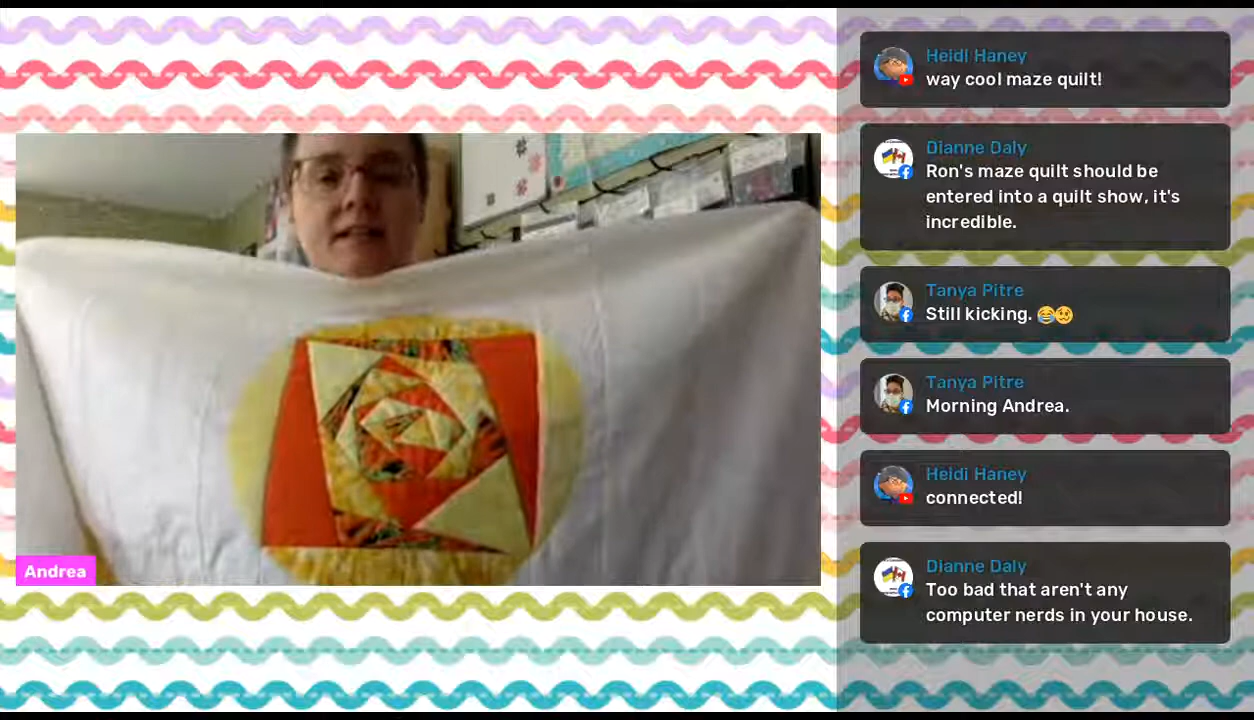 Heidi Haney
way cool maze quilt!
Dianne Daly
Ron's maze quilt should be
entered into a quilt show, it's
incredible.
Tanya Pitre
Still kicking. 😂🥴
Tanya Pitre
Morning Andrea.
Heidi Haney
connected!
Dianne Daly
Too bad that aren't any
computer nerds in your house.
Andrea